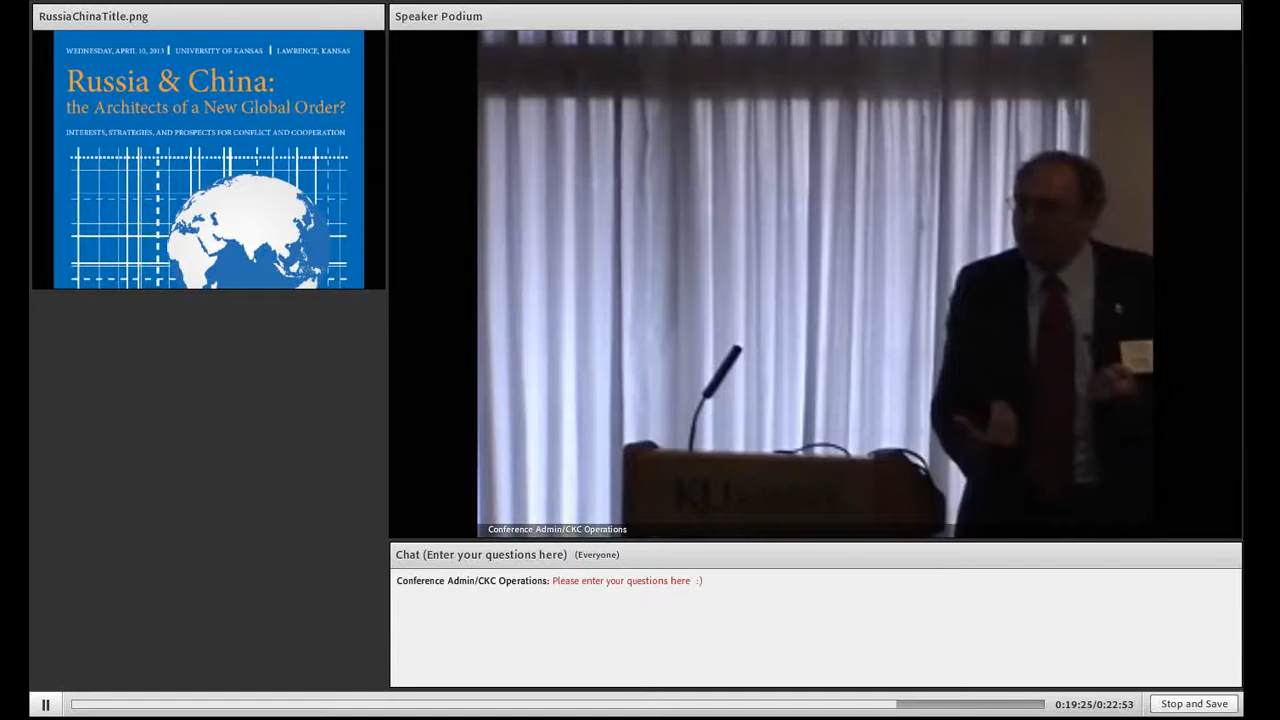 RussiaChinaTitle.png
WEDNESDAY, APRIL 10, 2013 | UNIVERSITY OF KANSAS | LAWRENCE, KANSAS
Russia & China:
the Architects of a New Global Order?
INTERESTS, STRATEGIES, AND PROSPECTS FOR CONFLICT AND COOPERATION
Speaker Podium
KU
Conference Admin/CKC Operations
Chat (Enter your questions here) (Everyone)
Conference Admin/CKC Operations: Please enter your questions here :)
0:19:25/0:22:53
Stop and Save